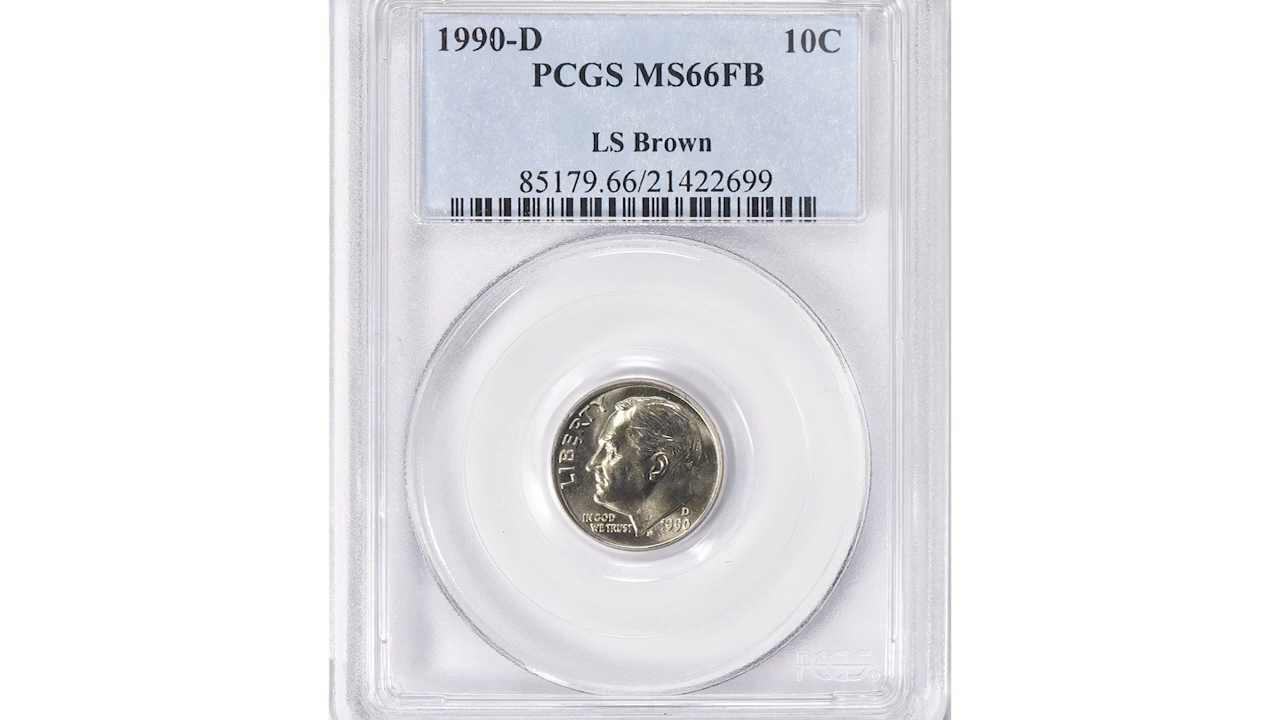 1990-D 10C
PCGS MS66FB
LS Brown
85179.66/21422699
LIBERTY
IN GOD
WE TRUST
D
1990
PCGS